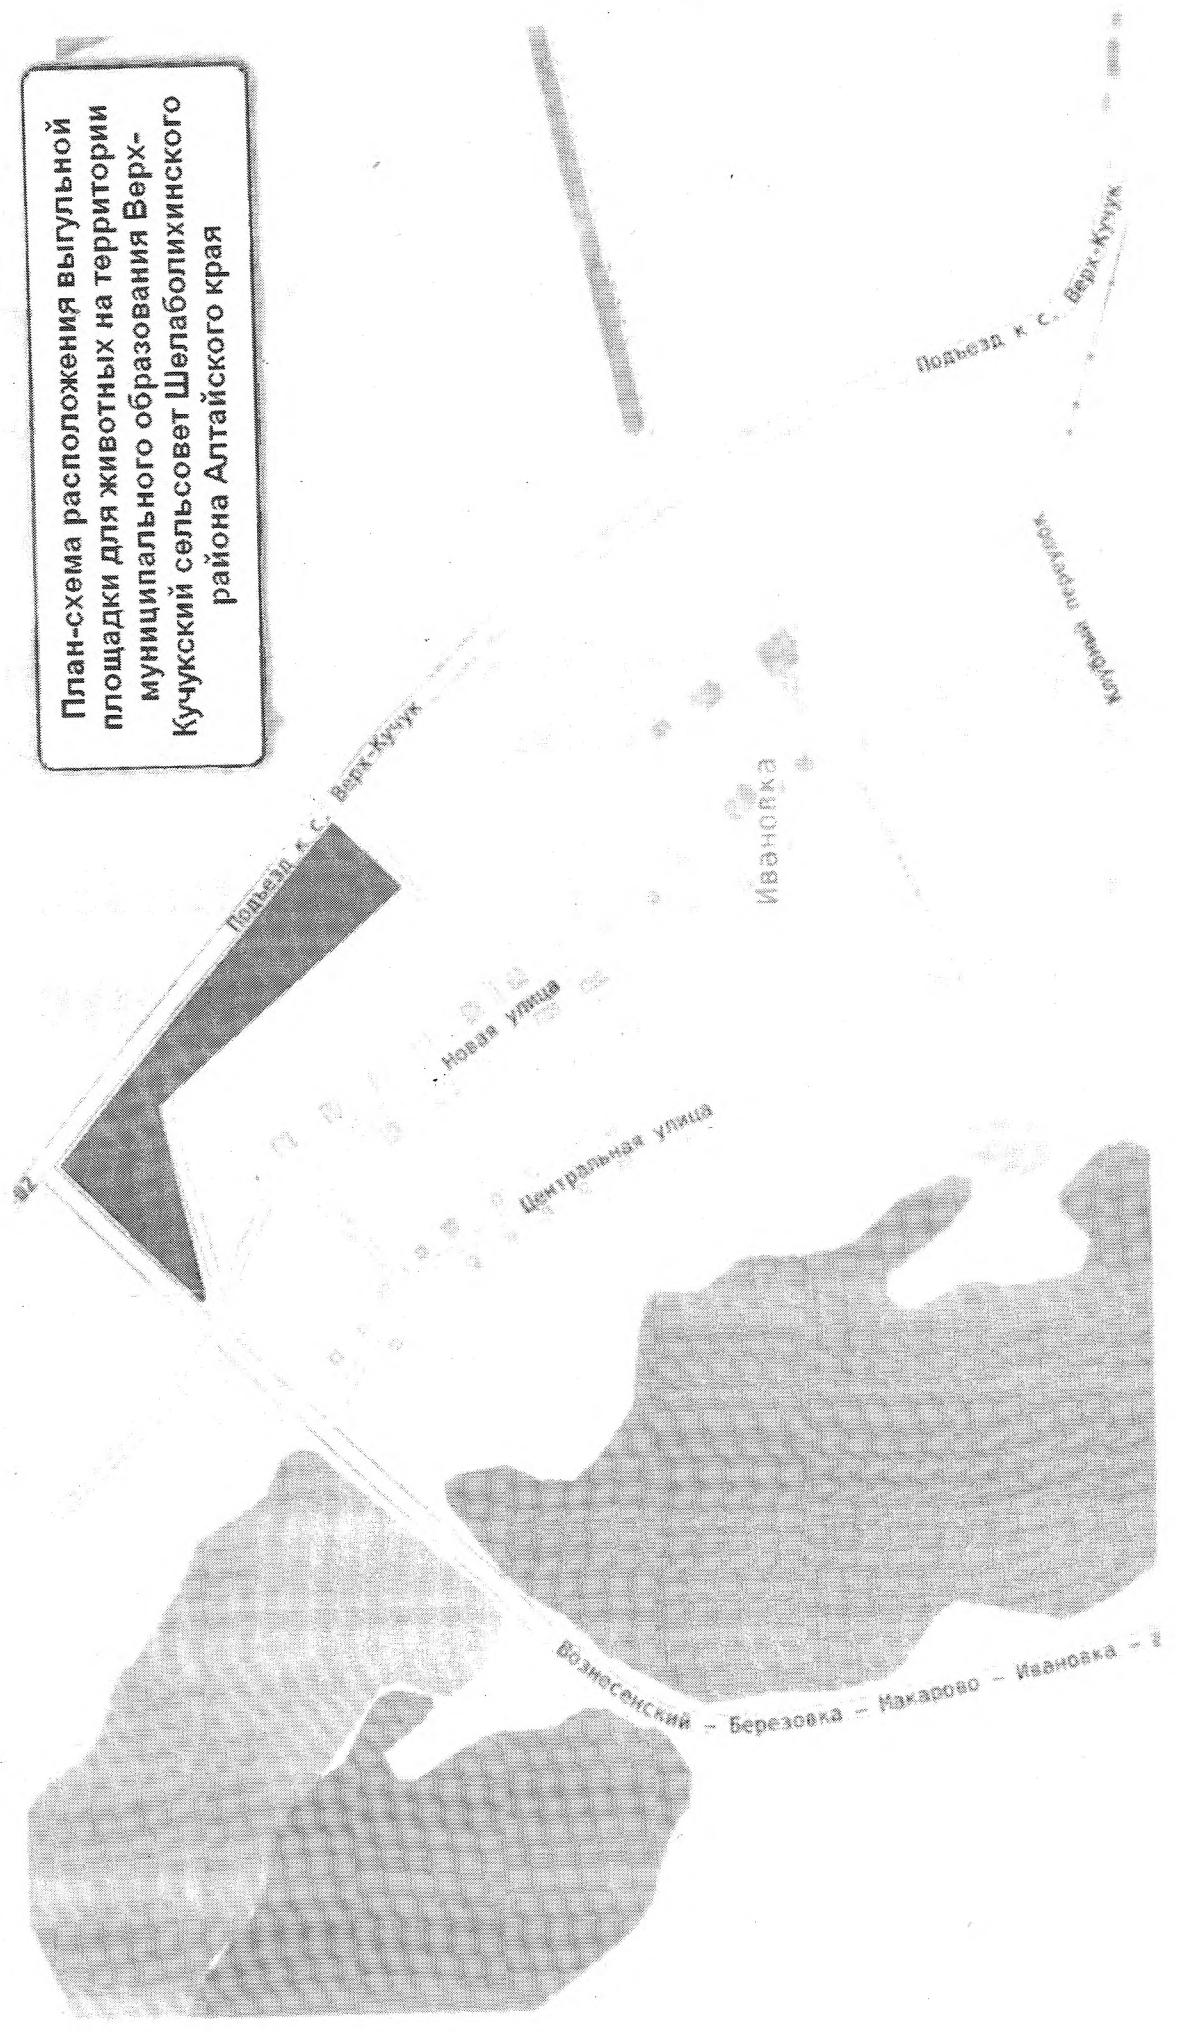 План-схема расположения выгульной
площадки для животных на территории
муниципального образования Верх-
Кучукский сельсовет Шелаболихинского
района Алтайского края
Подъезд к с. Верх-Кучук
Подъезд к с. Верх-Кучук
Клубный переулок
Ивановка
Новая улица
Центральная улица
-02
Вознесенский – Березовка – Макарово – Ивановка –